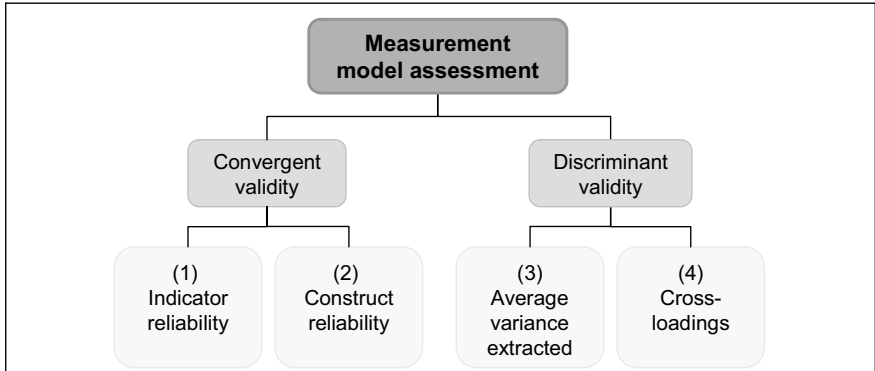 Measurement
model assessment
Convergent
validity
Discriminant
validity
(1)
Indicator
reliability
(2)
Construct
reliability
(3)
Average
variance
extracted
(4)
Cross-
loadings